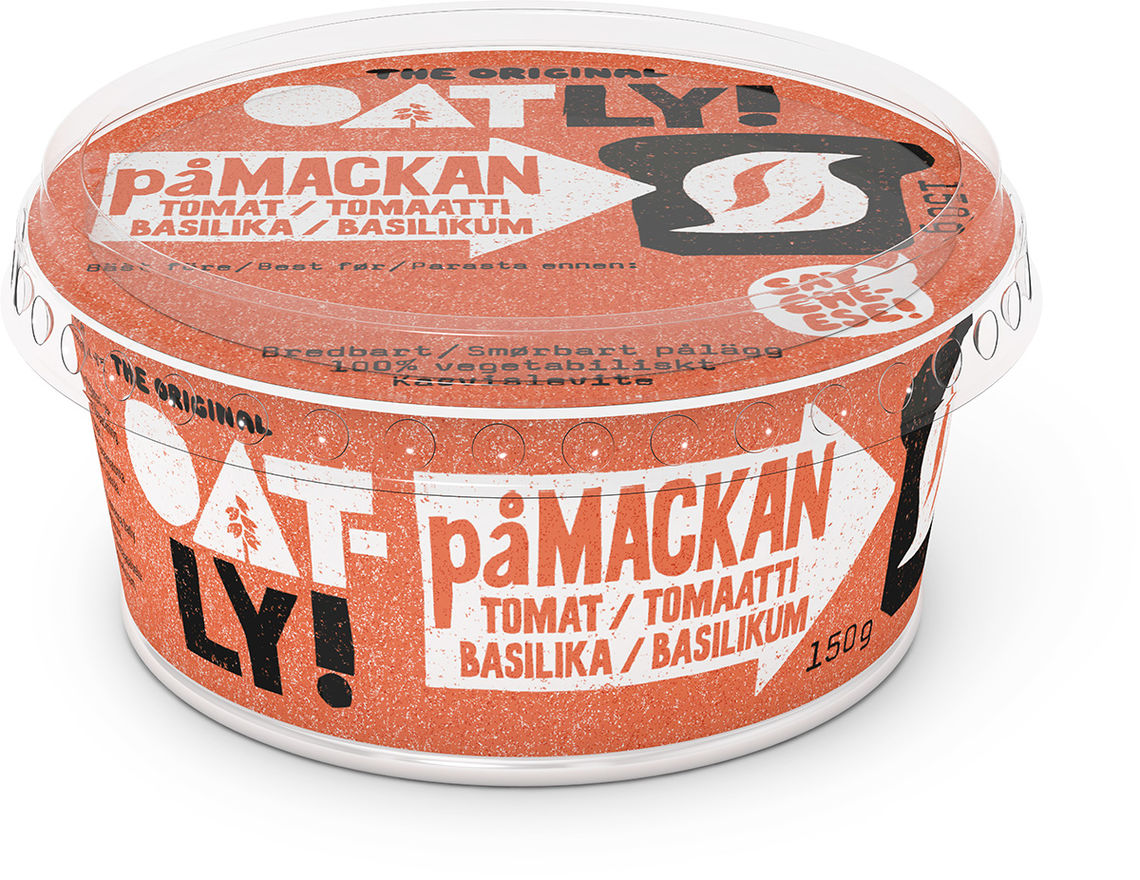 THE ORIGINAL
OATLY!
påMACKAN
TOMAT / TOMAATTI
BASILIKA / BASILIKUM
150g
Bäst före/Best før/Parasta ennen:
Bredbart/Smørbart pålägg
100% vegetabiliskt
Kasvislevite
THE ORIGINAL
OAT-
LY!
påMACKAN
TOMAT / TOMAATTI
BASILIKA / BASILIKUM
150g